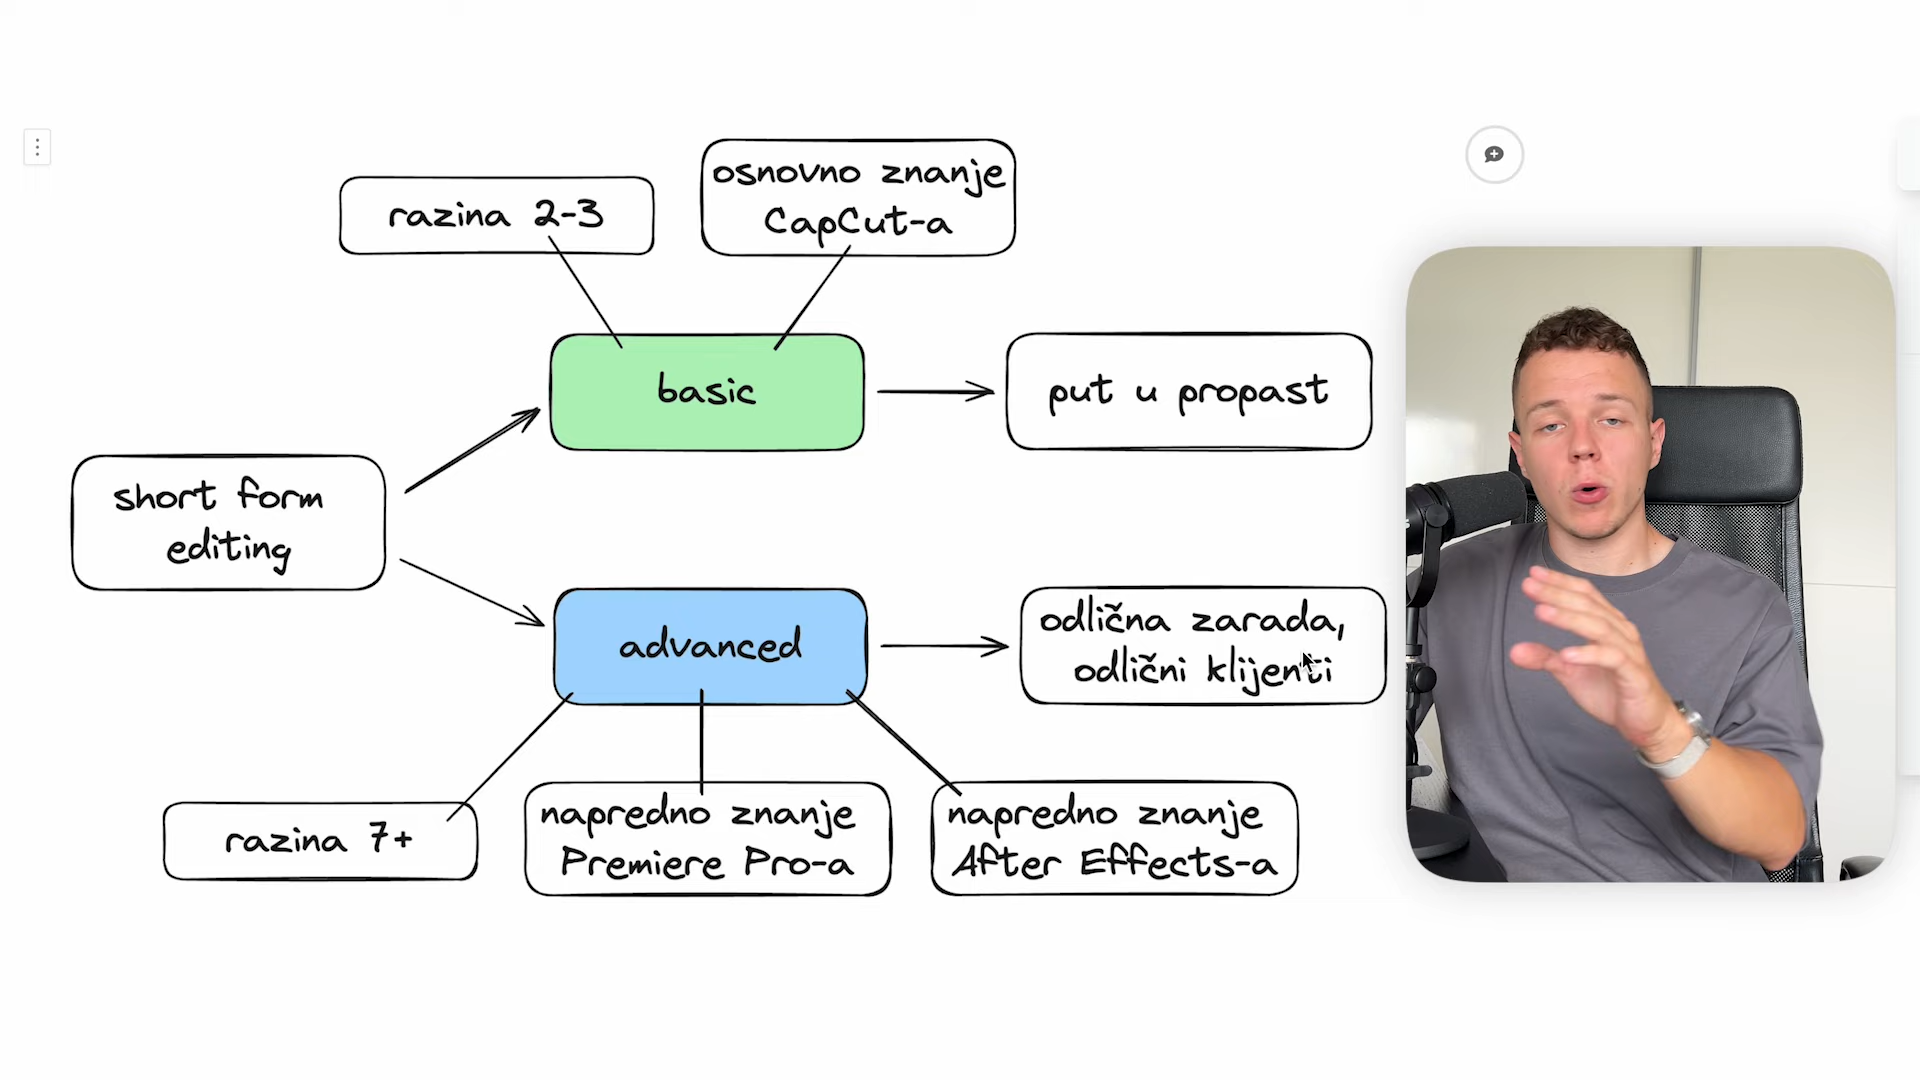 razina 2-3
osnovno znanje
CapCut-a
basic
put u propast
short form
editing
advanced
odlična zarada,
odlični klijenti
razina 7+
napredno znanje
Premiere Pro-a
napredno znanje
After Effects-a